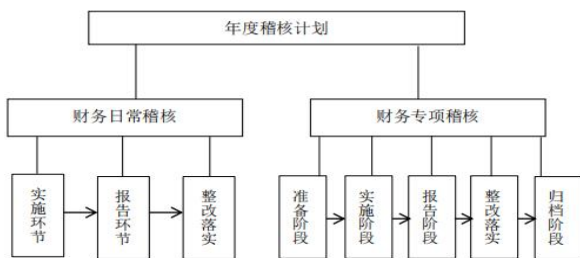 年度稽核计划
财务日常稽核
财务专项稽核
实施环节
报告环节
整改落实
准备阶段
实施阶段
报告阶段
整改落实
归档阶段